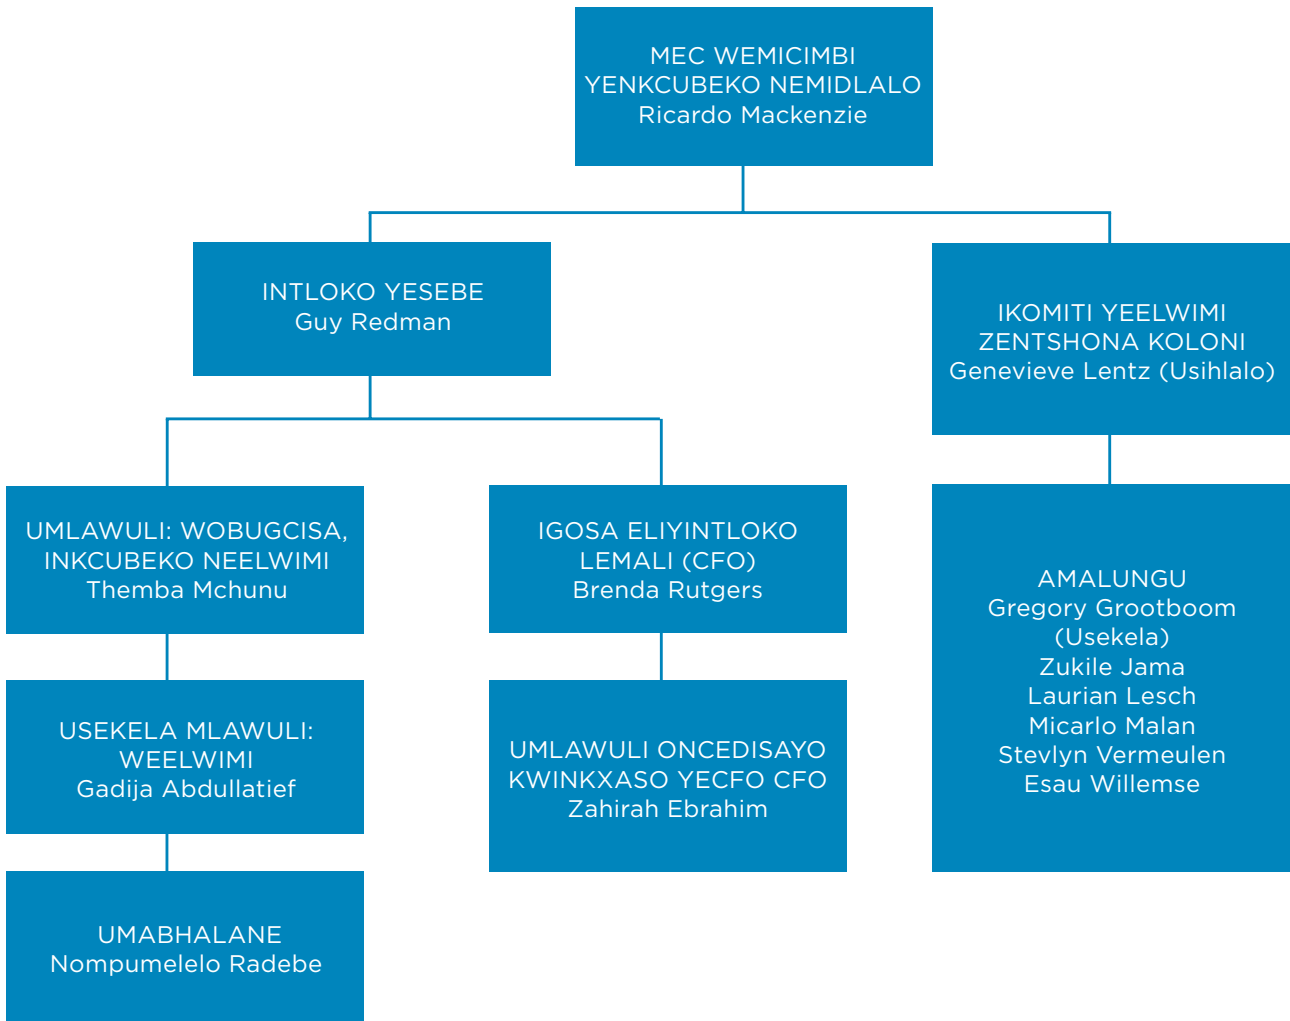 MEC WEMICIMBI
YENKCUBEKO NEMIDLALO
Ricardo Mackenzie
INTLOKO YESEBE
Guy Redman
IKOMITI YEELWIMI
ZENTSHONA KOLONI
Genevieve Lentz (Usihlalo)
UMLAWULI: WOBUGCISA,
INKCUBEKO NEELWIMI
Themba Mchunu
IGOSA ELIYINTLOKO
LEMALI (CFO)
Brenda Rutgers
AMALUNGU
Gregory Grootboom
(Usekela)
Zukile Jama
Laurian Lesch
Micarlo Malan
Stevlyn Vermeulen
Esau Willemse
USEKELA MLAWULI:
WEELWIMI
Gadija Abdullatief
UMLAWULI ONCEDISAYO
KWINKXASO YECFO CFO
Zahirah Ebrahim
UMABHALANE
Nompumelelo Radebe